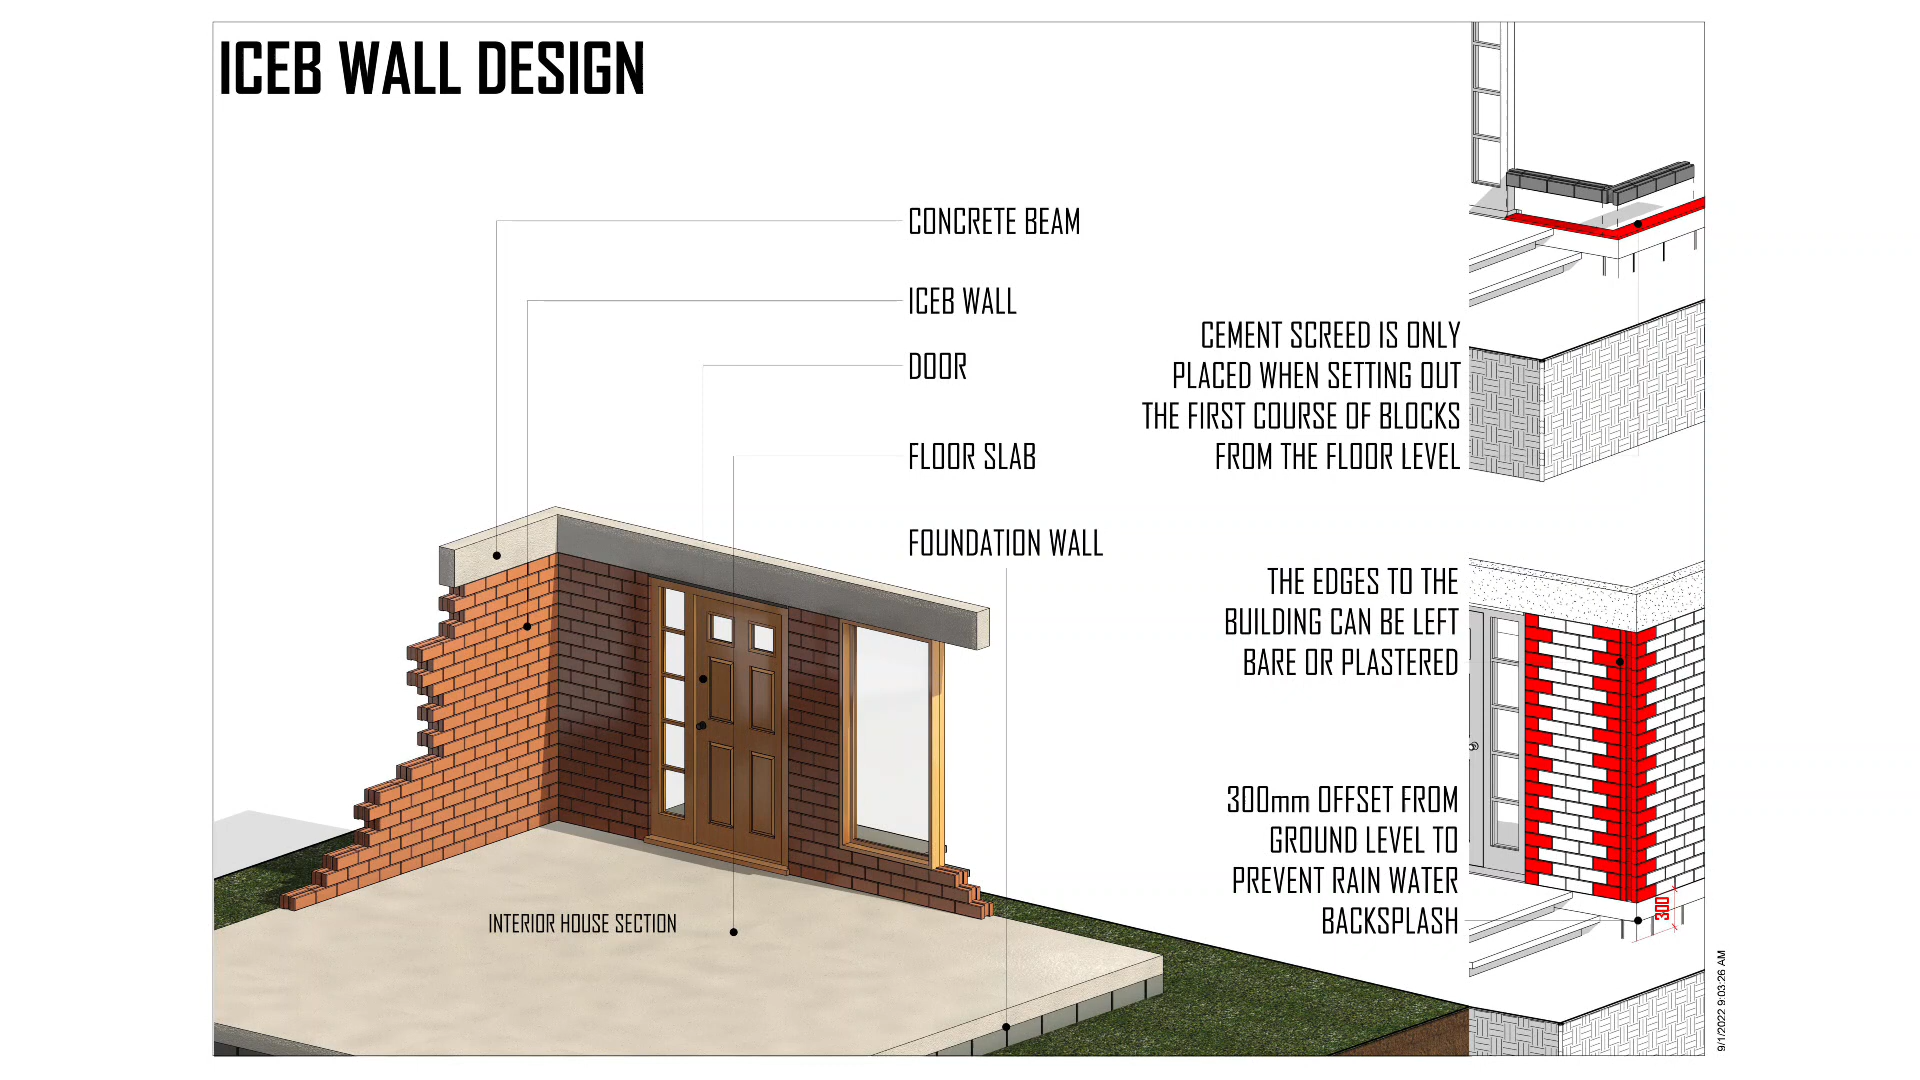 ICEB WALL DESIGN
CONCRETE BEAM
ICEB WALL
DOOR
FLOOR SLAB
FOUNDATION WALL
INTERIOR HOUSE SECTION
CEMENT SCREED IS ONLY
PLACED WHEN SETTING OUT
THE FIRST COURSE OF BLOCKS
FROM THE FLOOR LEVEL
THE EDGES TO THE
BUILDING CAN BE LEFT
BARE OR PLASTERED
300mm OFFSET FROM
GROUND LEVEL TO
PREVENT RAIN WATER
BACKSPLASH
300
9/1/2022 9:03:26 AM